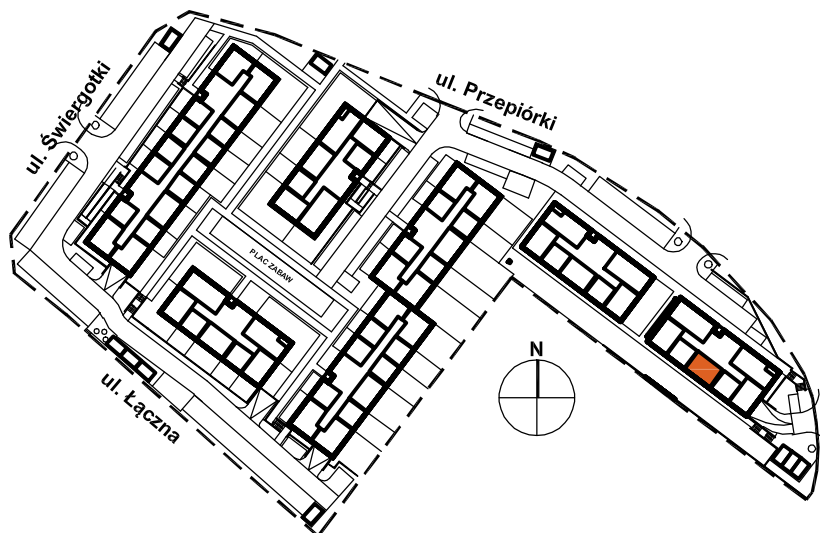 ul. Świergotki
ul. Przepiórki
PLAC ZABAW
N
ul. Łączna